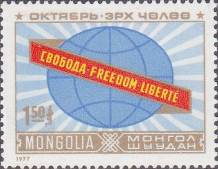 ОКТЯБРЬ·ЭРХ ЧӨЛӨӨ
СВОБОДА·FREEDOM·LIBERTÉ
1.50₮
MONGOLIA МОНГОЛ ШУУДАН
1977